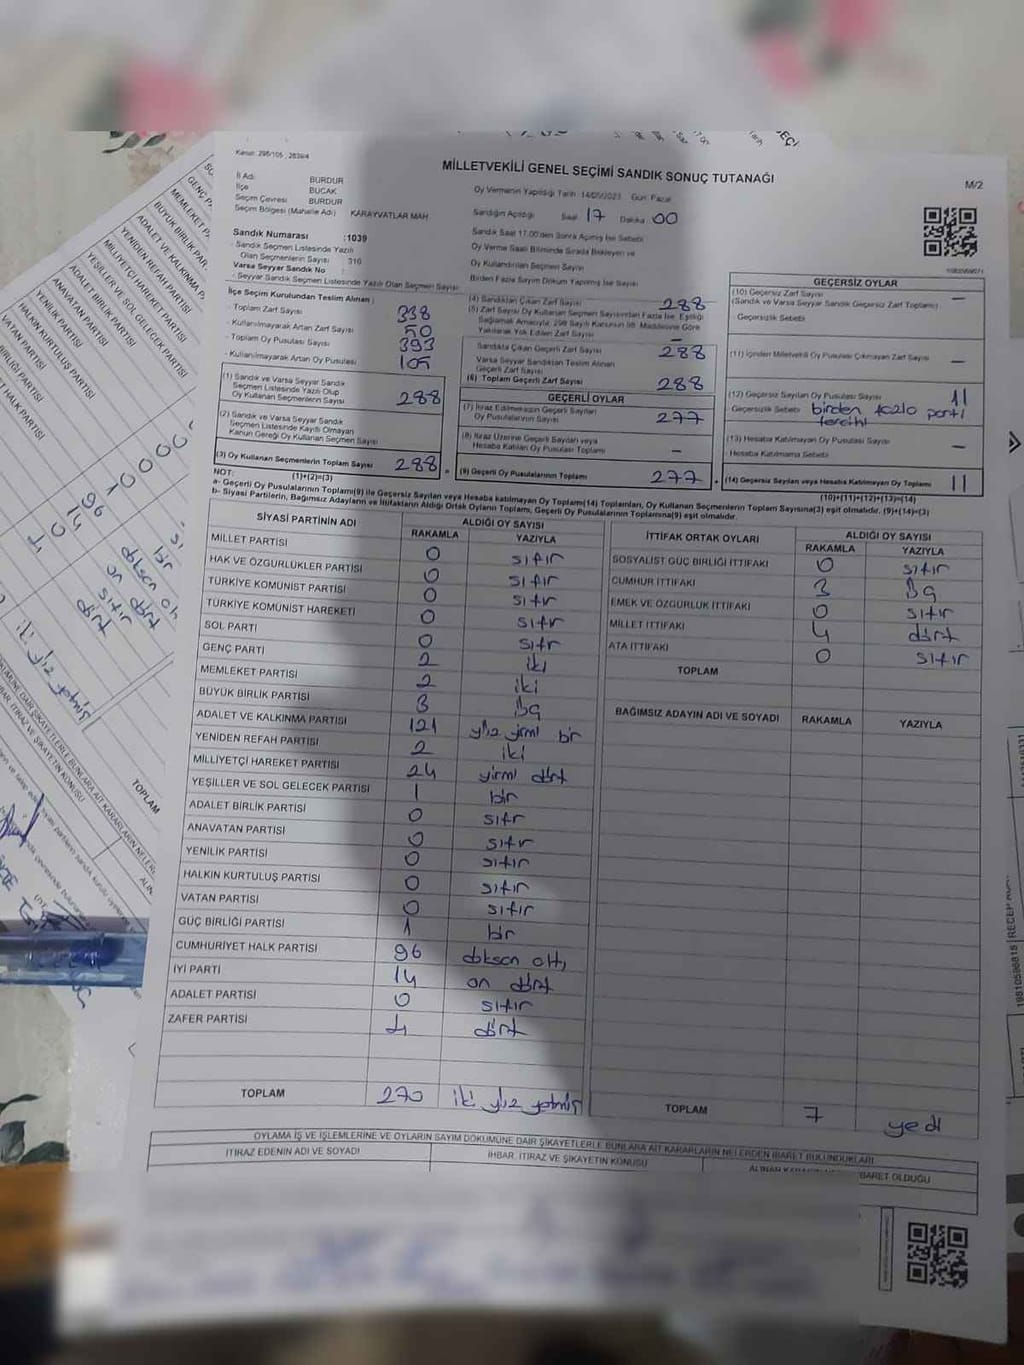 Kanun: 298/105 , 2839/4
MİLLETVEKİLİ GENEL SEÇİMİ SANDIK SONUÇ TUTANAĞI
M/2
İl Adı BURDUR
İlçe BUCAK
Seçim Çevresi BURDUR
Seçim Bölgesi (Mahalle Adı) KARAYVATLAR MAH.
Oy Vermenin Yapıldığı Tarih 14/05/2023 Gün: Pazar
Sandığın Açıldığı Saat 17 Dakika 00
Sandık Saat 17.00'den Sonra Açılmış İse Sebebi
Oy Verme Saati Bitiminde Sırada Bekleyen ve
Oy Kullandırılan Seçmen Sayısı
Birden Fazla Sayım Döküm Yapılmış İse Sayısı
Sandık Numarası :1039
- Sandık Seçmen Listesinde Yazılı
Olan Seçmenlerin Sayısı 310
Varsa Seyyar Sandık No :
- Seyyar Sandık Seçmen Listesinde Yazılı Olan Seçmen Sayısı
İlçe Seçim Kurulundan Teslim Alınan ;
- Toplam Zarf Sayısı 338
- Kullanılmayarak Artan Zarf Sayısı 50
- Toplam Oy Pusulası Sayısı 393
- Kullanılmayarak Artan Oy Pusulası 105
(1) Sandık ve Varsa Seyyar Sandık
Seçmen Listesinde Yazılı Olup
Oy Kullanan Seçmenlerin Sayısı 288
(2) Sandık ve Varsa Seyyar Sandık
Seçmen Listesinde Kayıtlı Olmayan
Kanun Gereği Oy Kullanan Seçmen Sayısı
(3) Oy Kullanan Seçmenlerin Toplam Sayısı 288
(1)+(2)=(3)
(4) Sandıktan Çıkan Zarf Sayısı 288
(5) Zarf Sayısı Oy Kullanan Seçmen Sayısından Fazla İse, Eşitliği
Sağlamak Amacıyla, 298 Sayılı Kanunun 98. Maddesine Göre
Yakılarak Yok Edilen Zarf Sayısı —
Sandıkta Çıkan Geçerli Zarf Sayısı 288
Varsa Seyyar Sandıktan Teslim Alınan
Geçerli Zarf Sayısı
(6) Toplam Geçerli Zarf Sayısı 288
GEÇERLİ OYLAR
(7) İtiraz Edilmeksizin Geçerli Sayılan
Oy Pusulalarının Sayısı 277
(8) İtiraz Üzerine Geçerli Sayılan veya
Hesaba Katılan Oy Pusulası Toplamı —
(9) Geçerli Oy Pusulalarının Toplamı 277
GEÇERSİZ OYLAR
(10) Geçersiz Zarf Sayısı —
(Sandık ve Varsa Seyyar Sandık Geçersiz Zarf Toplamı)
- Geçersizlik Sebebi
(11) İçinden Milletvekili Oy Pusulası Çıkmayan Zarf Sayısı —
(12) Geçersiz Sayılan Oy Pusulası Sayısı 11
Geçersizlik Sebebi birden fazla parti
tercihi
(13) Hesaba Katılmayan Oy Pusulası Sayısı —
- Hesaba Katılmama Sebebi
(14) Geçersiz Sayılan veya Hesaba Katılmayan Oy Toplamı 11
(10)+(11)+(12)+(13)=(14)
NOT:
a- Geçerli Oy Pusulalarının Toplamı(9) ile Geçersiz Sayılan veya Hesaba katılmayan Oy Toplam(14) Toplamları, Oy Kullanan Seçmenlerin Toplam Sayısına(3) eşit olmalıdır. (9)+(14)=(3)
b- Siyasi Partilerin, Bağımsız Adayların ve İttifakların Aldığı Ortak Oyların Toplamı, Geçerli Oy Pusulalarının Toplamına(9) eşit olmalıdır.
SİYASİ PARTİNİN ADI ALDIĞI OY SAYISI
RAKAMLA YAZIYLA
MİLLET PARTİSİ 0 sıfır
HAK VE ÖZGÜRLÜKLER PARTİSİ 0 sıfır
TÜRKİYE KOMÜNİST PARTİSİ 0 sıfır
TÜRKİYE KOMÜNİST HAREKETİ 0 sıfır
SOL PARTİ 0 sıfır
GENÇ PARTİ 2 iki
MEMLEKET PARTİSİ 2 iki
BÜYÜK BİRLİK PARTİSİ 3 üç
ADALET VE KALKINMA PARTİSİ 121 yüz yirmi bir
YENİDEN REFAH PARTİSİ 2 iki
MİLLİYETÇİ HAREKET PARTİSİ 24 yirmi dört
YEŞİLLER VE SOL GELECEK PARTİSİ 1 bir
ADALET BİRLİK PARTİSİ 0 sıfır
ANAVATAN PARTİSİ 0 sıfır
YENİLİK PARTİSİ 0 sıfır
HALKIN KURTULUŞ PARTİSİ 0 sıfır
VATAN PARTİSİ 0 sıfır
GÜÇ BİRLİĞİ PARTİSİ 1 bir
CUMHURİYET HALK PARTİSİ 96 doksan altı
İYİ PARTİ 14 on dört
ADALET PARTİSİ 0 sıfır
ZAFER PARTİSİ 4 dört
TOPLAM 270 iki yüz yetmiş
İTTİFAK ORTAK OYLARI ALDIĞI OY SAYISI
RAKAMLA YAZIYLA
SOSYALİST GÜÇ BİRLİĞİ İTTİFAKI 0 sıfır
CUMHUR İTTİFAKI 3 üç
EMEK VE ÖZGÜRLÜK İTTİFAKI 0 sıfır
MİLLET İTTİFAKI 4 dört
ATA İTTİFAKI 0 sıfır
TOPLAM
BAĞIMSIZ ADAYIN ADI VE SOYADI RAKAMLA YAZIYLA
TOPLAM 7 yedi
OYLAMA İŞ VE İŞLEMLERİNE VE OYLARIN SAYIM DÖKÜMÜNE DAİR ŞİKAYETLERLE BUNLARA AİT KARARLARIN NELERDEN İBARET BULUNDUKLARI
İTİRAZ EDENİN ADI VE SOYADI İHBAR, İTİRAZ VE ŞİKAYETİN KONUSU